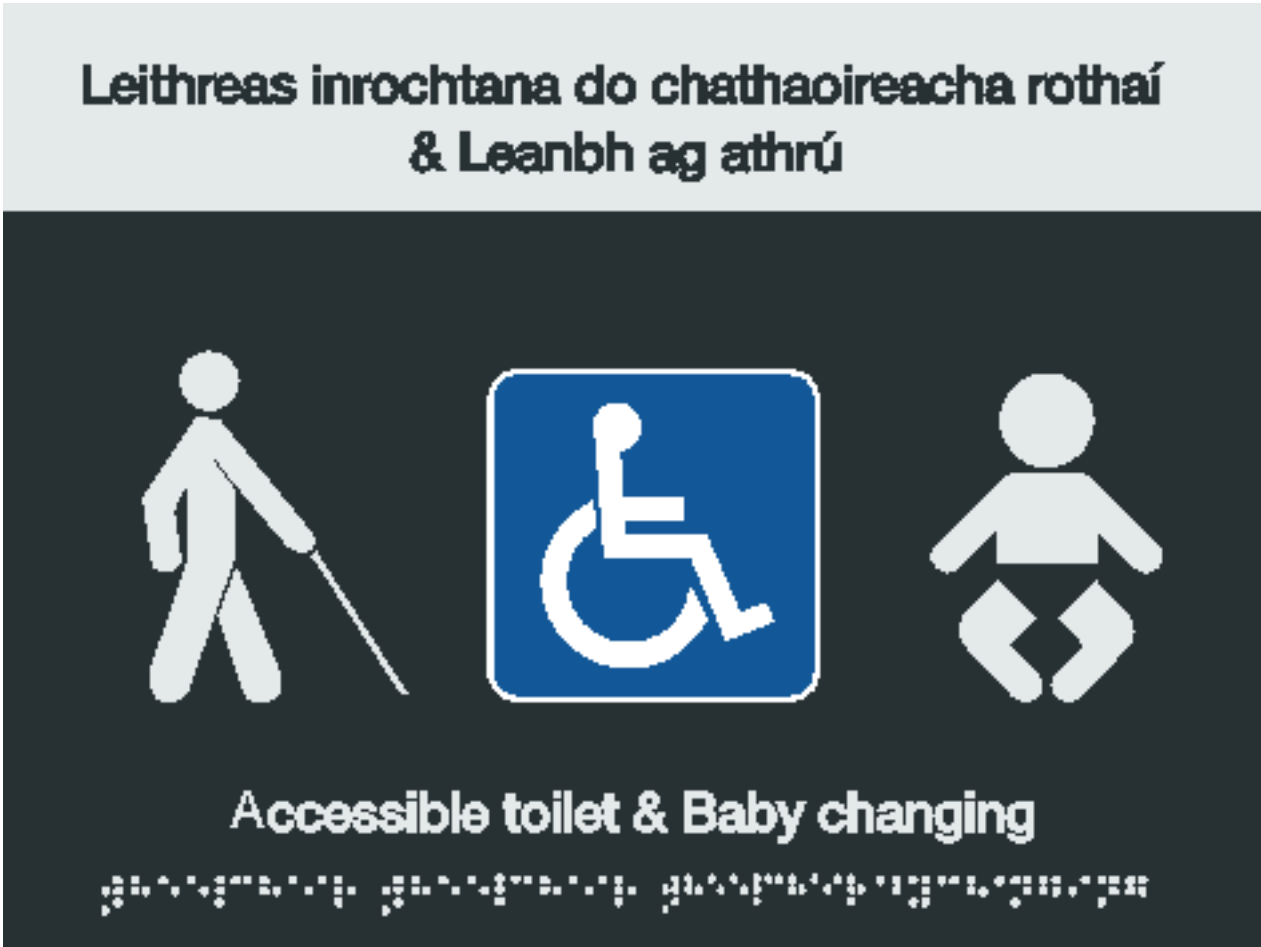 Leithreas inrochtana do chathaoireacha rothaí
& Leanbh ag athrú
Accessible toilet & Baby changing